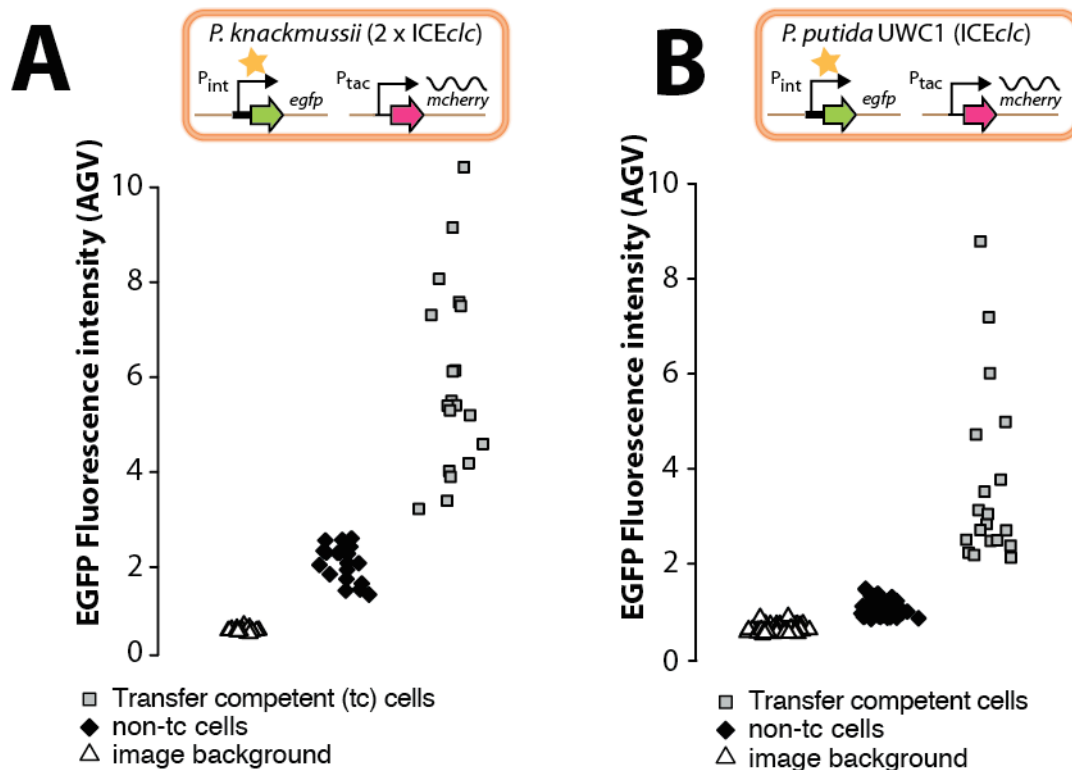 A
P. knackmussii (2 x ICEclc)
Pint
egfp
Ptac
mcherry
EGFP Fluorescence intensity (AGV)
10
8
6
4
2
0
Transfer competent (tc) cells
non-tc cells
image background
B
P. putida UWC1 (ICEclc)
Pint
egfp
Ptac
mcherry
EGFP Fluorescence intensity (AGV)
10
8
6
4
2
0
Transfer competent cells
non-tc cells
image background